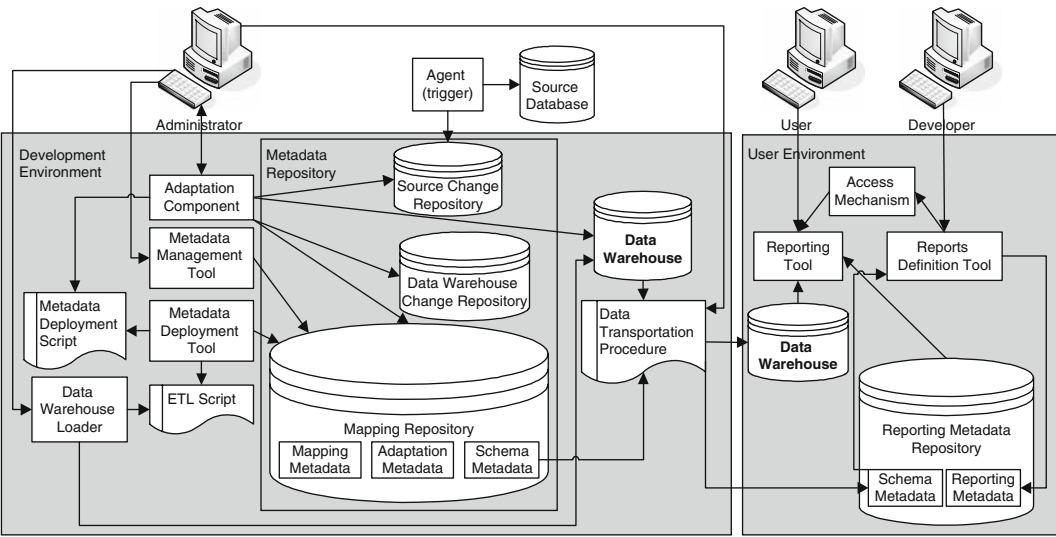 Agent
(trigger)
Source
Database
Administrator
User
Developer
Development
Environment
Metadata
Repository
User Environment
Adaptation
Component
Source Change
Repository
Access
Mechanism
Metadata
Management
Tool
Data Warehouse
Change Repository
Data
Warehouse
Reporting
Tool
Reports
Definition Tool
Metadata
Deployment
Script
Metadata
Deployment
Tool
Data
Transportation
Procedure
Data
Warehouse
Data
Warehouse
Loader
ETL Script
Mapping Repository
Mapping
Metadata
Adaptation
Metadata
Schema
Metadata
Reporting Metadata
Repository
Schema
Metadata
Reporting
Metadata